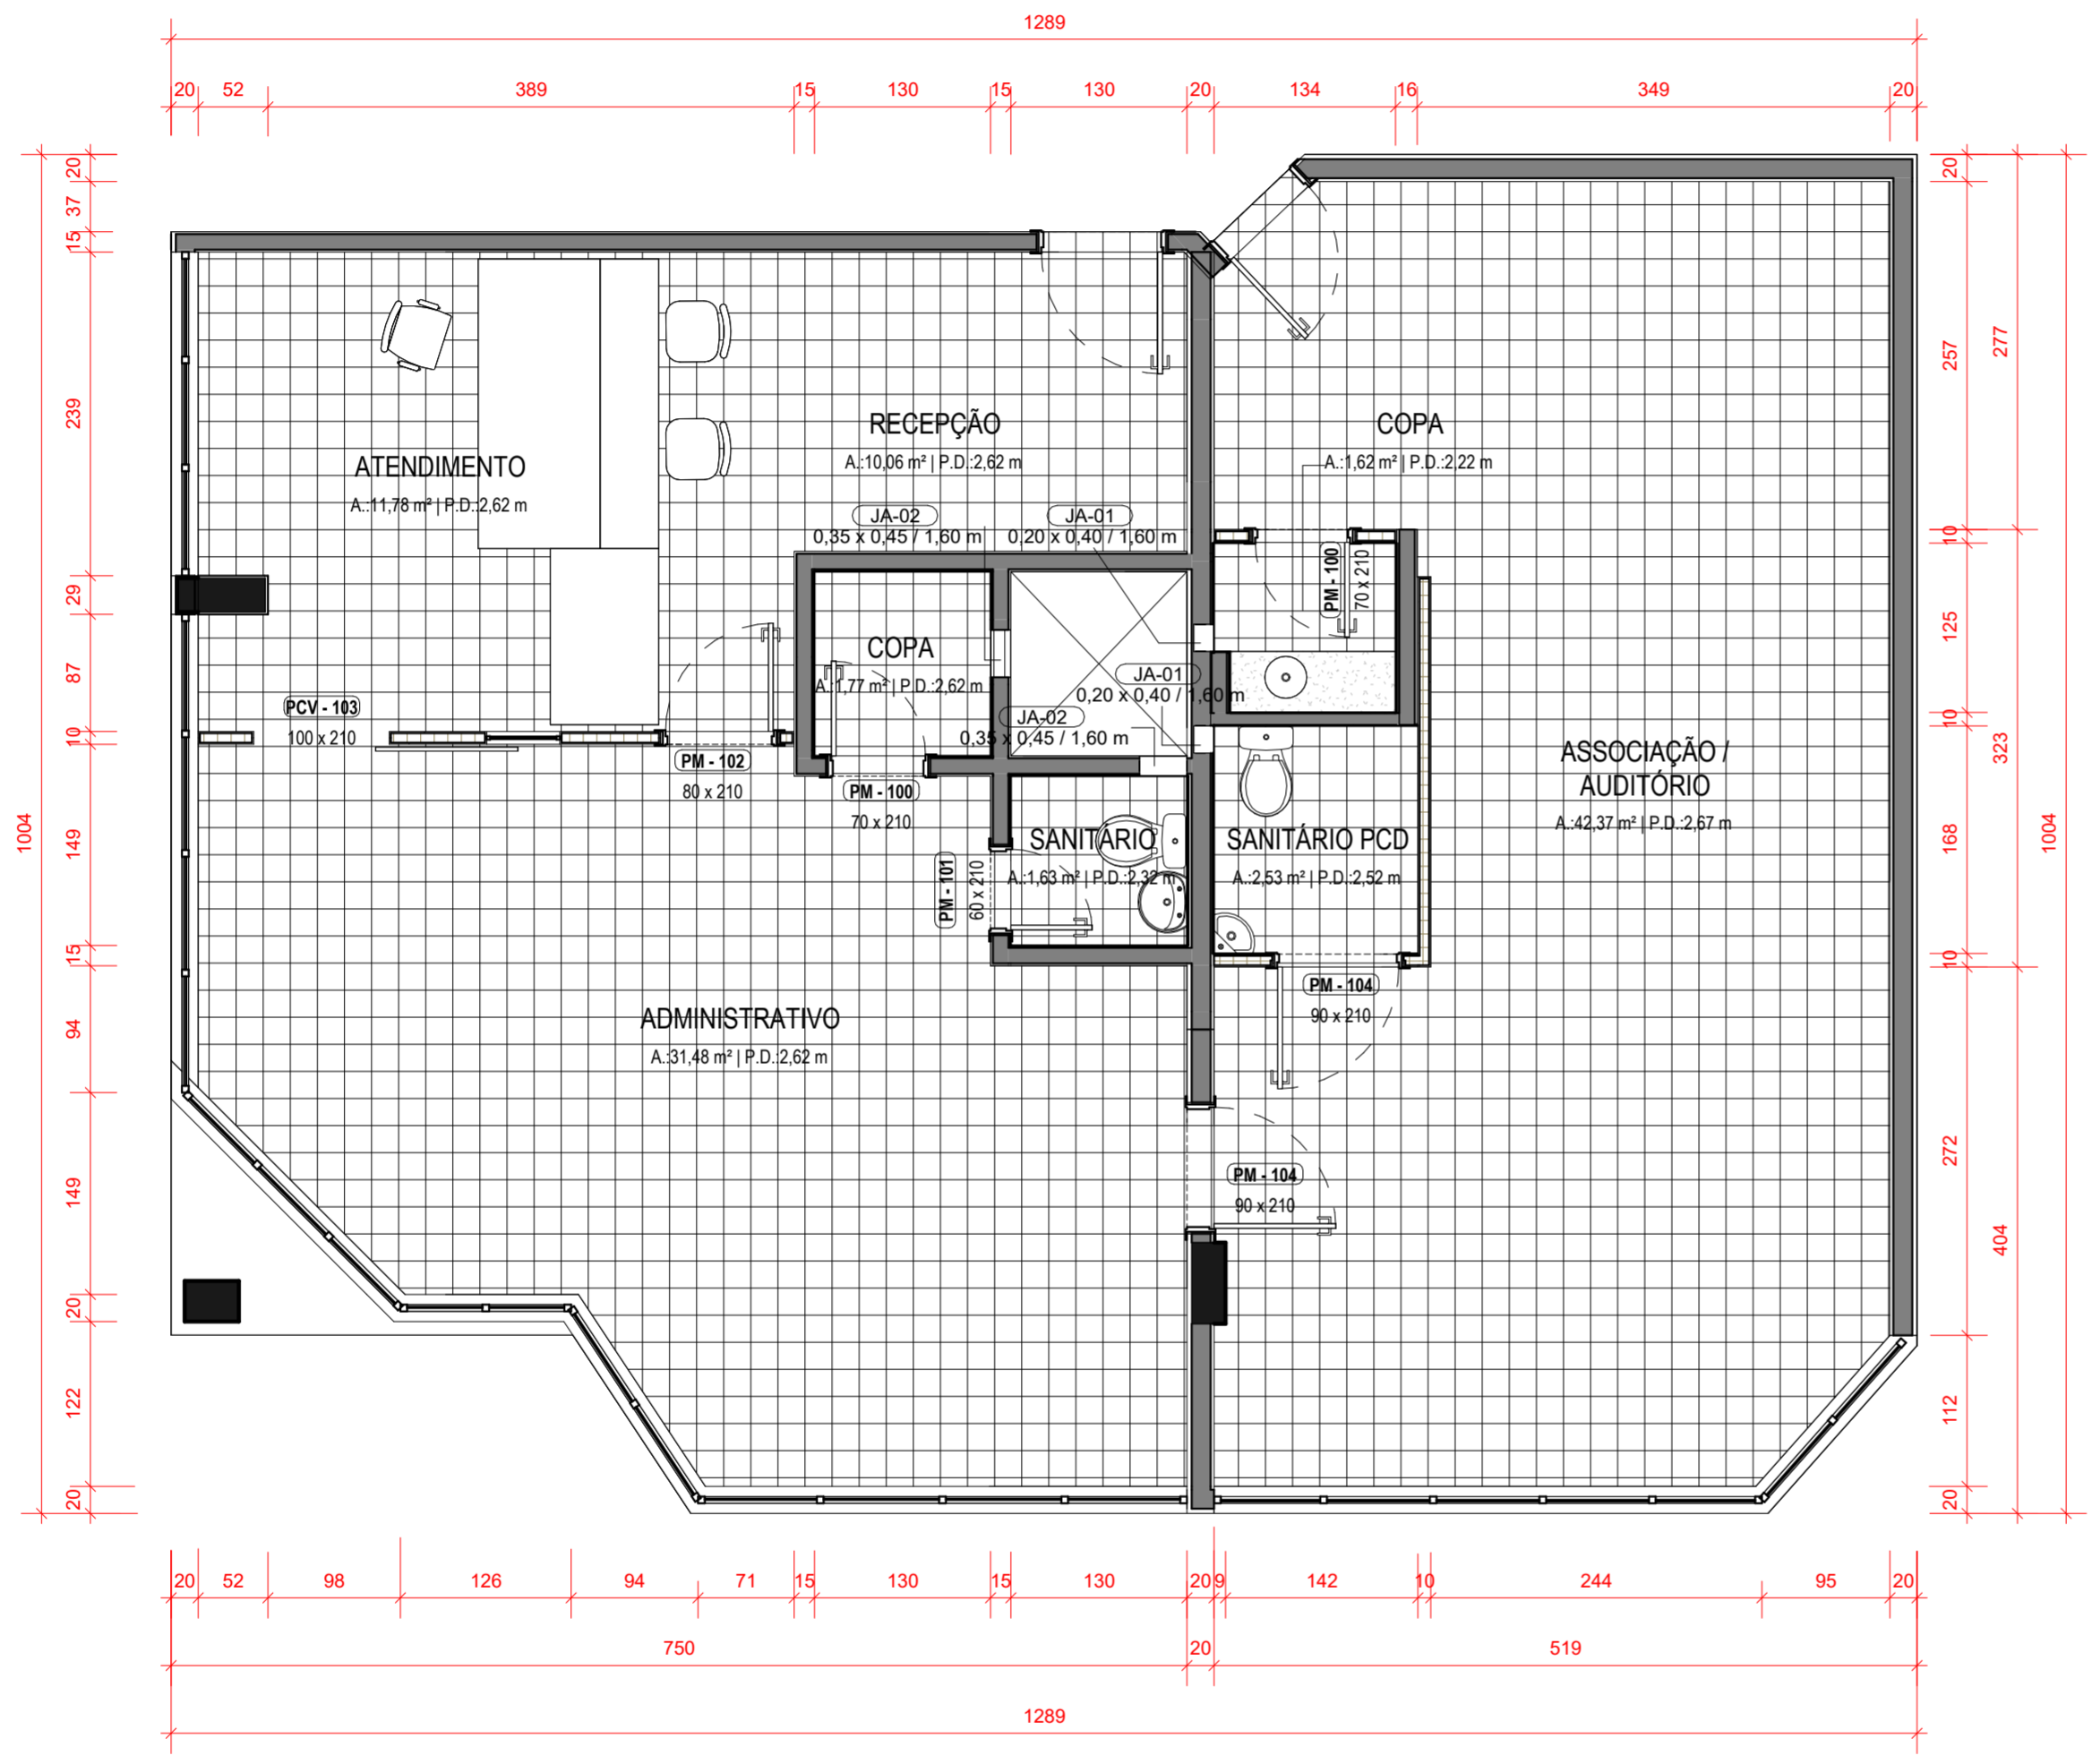 1289
20 52 389 15 130 15 130 20 134 16 349 20
20
37
15
239
29
87
10
149
15
94
149
20
122
20
1004
RECEPÇÃO
A.:10,06 m² | P.D.:2,62 m
COPA
A.:1,62 m² | P.D.:2,22 m
ATENDIMENTO
A.:11,78 m² | P.D.:2,62 m
JA-02
0,35 x 0,45 / 1,60 m
JA-01
0,20 x 0,40 / 1,60 m
PM - 100
70 x 210
COPA
A.:1,77 m² | P.D.:2,62 m
JA-01
0,20 x 0,40 / 1,60 m
JA-02
0,35 x 0,45 / 1,60 m
PCV - 103
100 x 210
PM - 102
80 x 210
PM - 100
70 x 210
ASSOCIAÇÃO /
AUDITÓRIO
A.:42,37 m² | P.D.:2,67 m
SANITÁRIO
A.:1,63 m² | P.D.:2,32 m
SANITÁRIO PCD
A.:2,53 m² | P.D.:2,52 m
PM - 101
60 x 210
PM - 104
90 x 210
ADMINISTRATIVO
A.:31,48 m² | P.D.:2,62 m
PM - 104
90 x 210
20
257
10
125
10
168
10
272
112
20
277
323
404
1004
20 52 98 126 94 71 15 130 15 130 20 9 142 10 244 95 20
750 20 519
1289